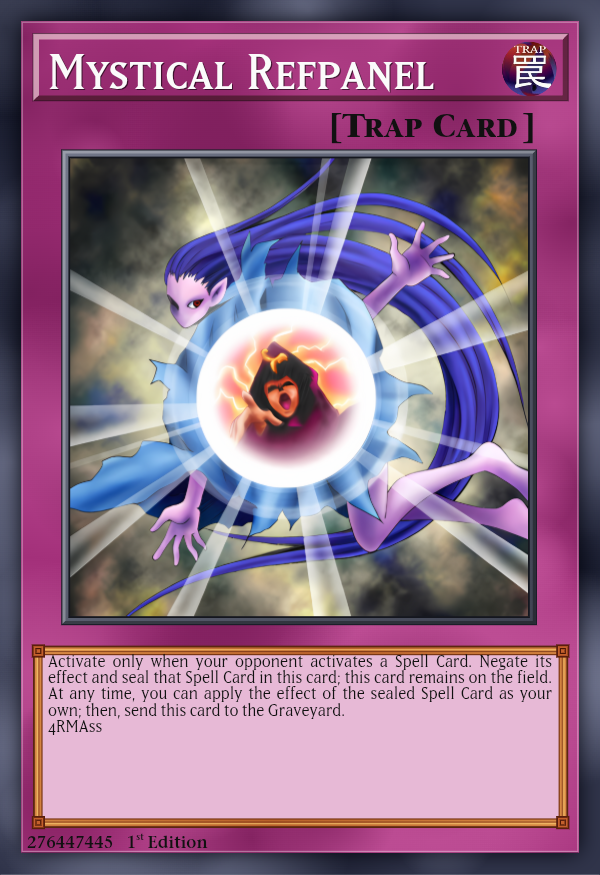 Mystical Refpanel
TRAP
罠
[Trap Card]
Activate only when your opponent activates a Spell Card. Negate its
effect and seal that Spell Card in this card; this card remains on the field.
At any time, you can apply the effect of the sealed Spell Card as your
own; then, send this card to the Graveyard.
4RMAss
276447445 1st Edition